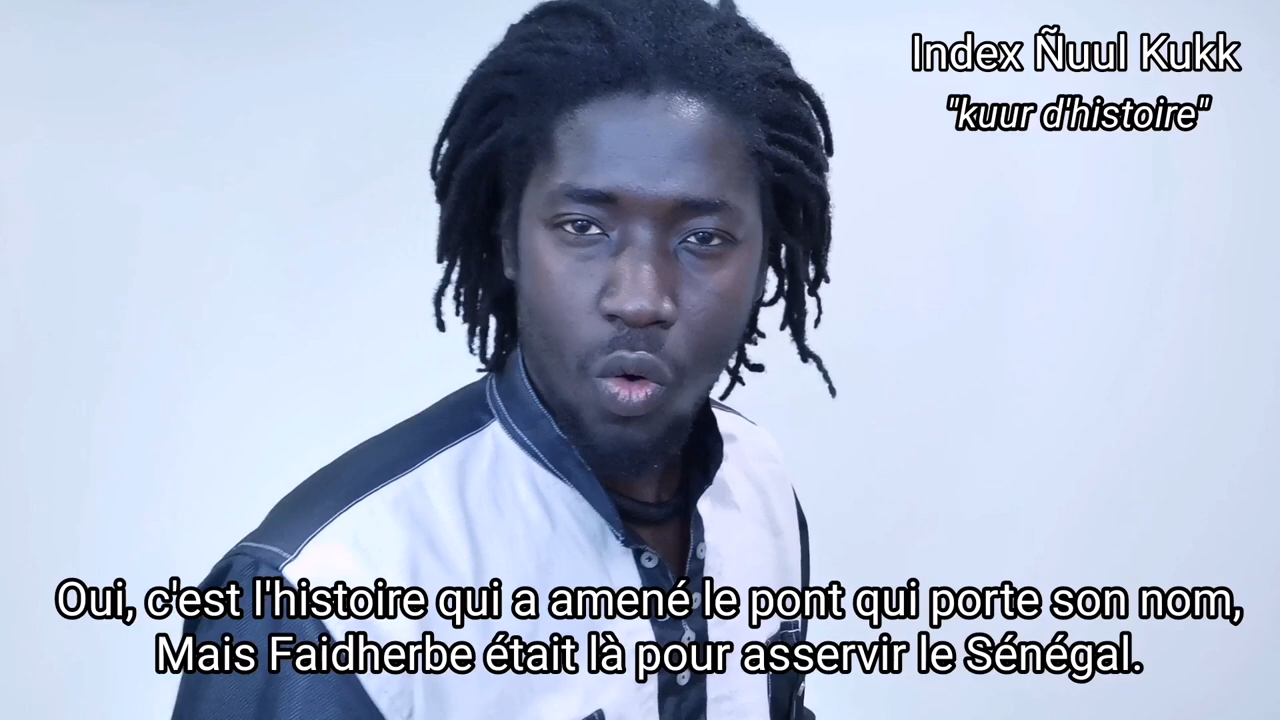 Index Ñuul Kukk
"kuur d'histoire"
Oui, c'est l'histoire qui a amené le pont qui porte son nom,
Mais Faidherbe était là pour asservir le Sénégal.